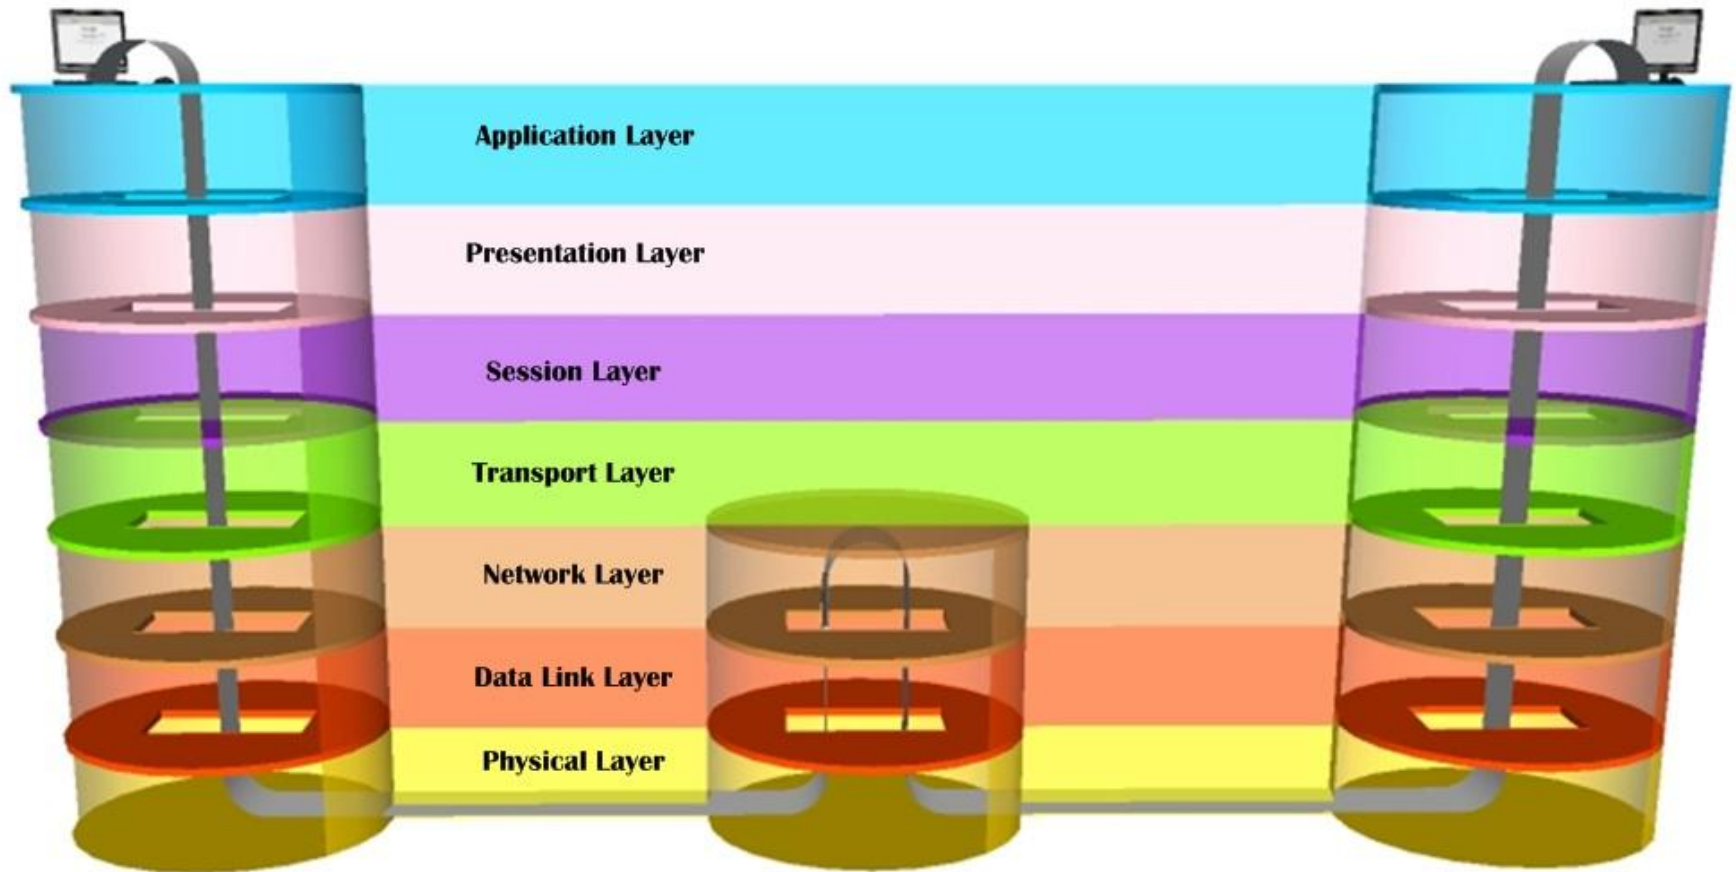 Application Layer
Presentation Layer
Session Layer
Transport Layer
Network Layer
Data Link Layer
Physical Layer